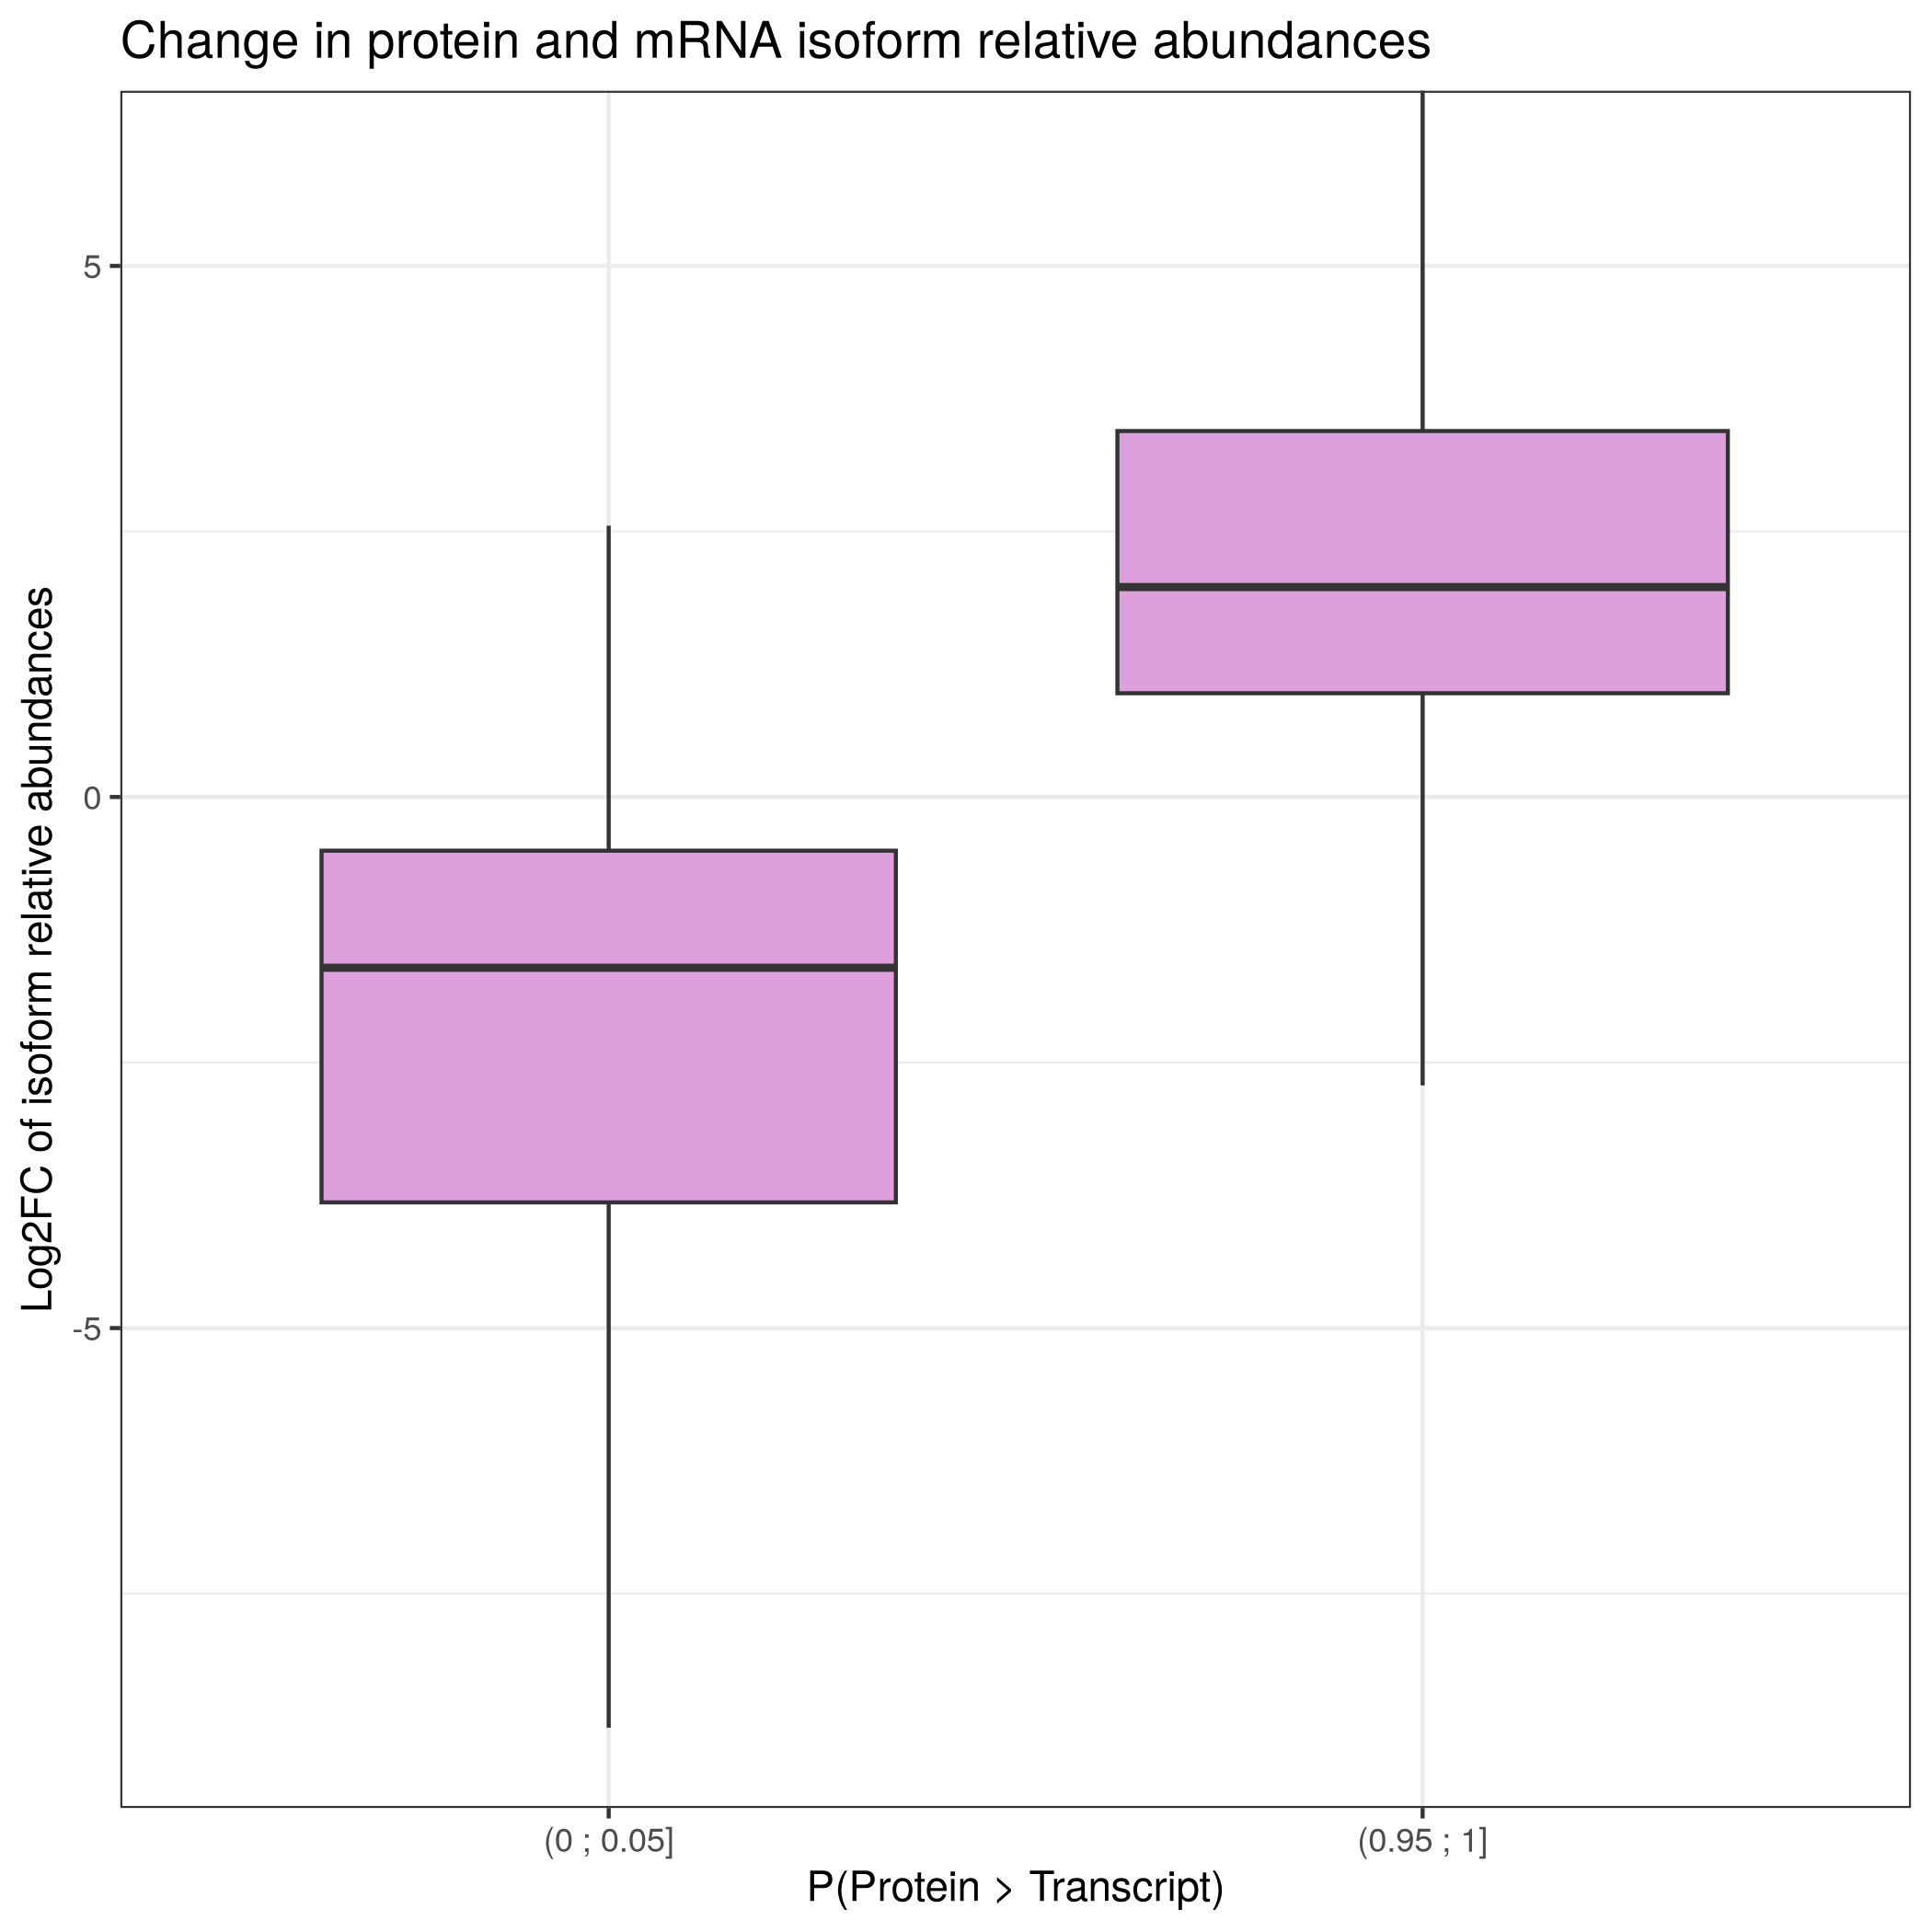 Change in protein and mRNA isoform relative abundances
Log2FC of isoform relative abundances
5
0
-5
(0 ; 0.05]
(0.95 ; 1]
P(Protein > Transcript)